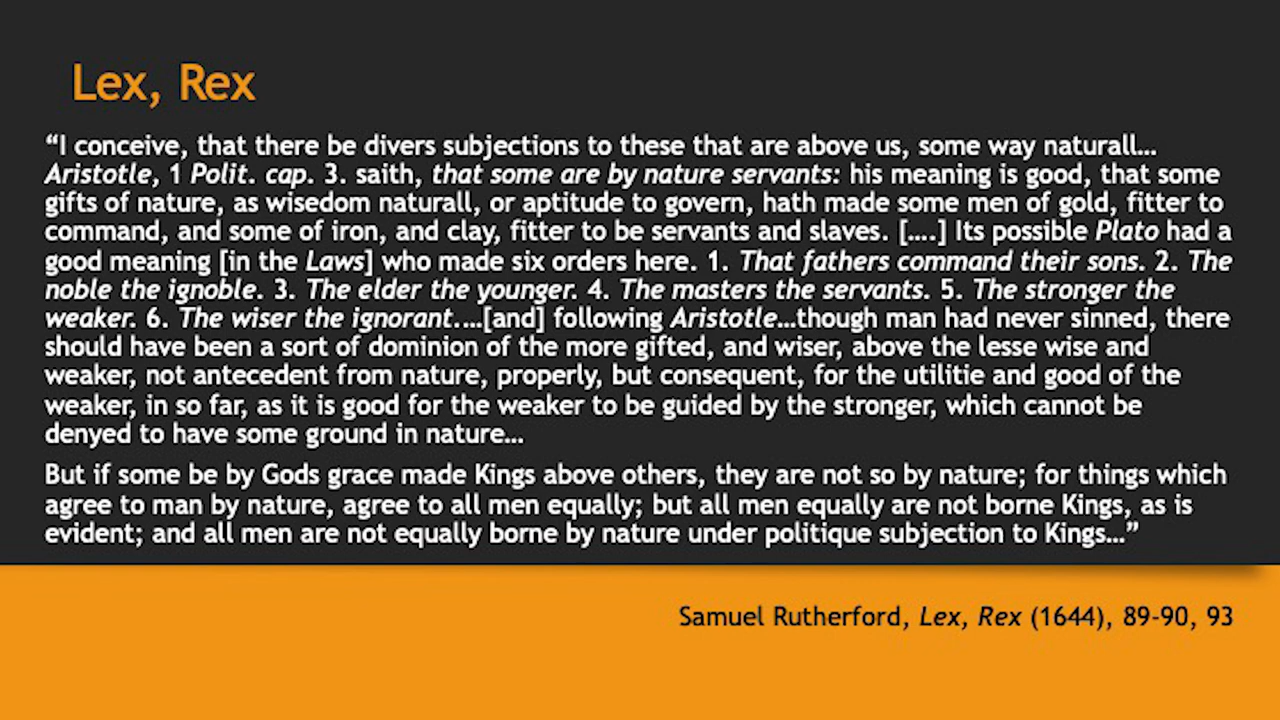 Lex, Rex
“I conceive, that there be divers subjections to these that are above us, some way naturall…
Aristotle, 1 Polit. cap. 3. saith, that some are by nature servants: his meaning is good, that some
gifts of nature, as wisedom naturall, or aptitude to govern, hath made some men of gold, fitter to
command, and some of iron, and clay, fitter to be servants and slaves. [….] Its possible Plato had a
good meaning [in the Laws] who made six orders here. 1. That fathers command their sons. 2. The
noble the ignoble. 3. The elder the younger. 4. The masters the servants. 5. The stronger the
weaker. 6. The wiser the ignorant.…[and] following Aristotle…though man had never sinned, there
should have been a sort of dominion of the more gifted, and wiser, above the lesse wise and
weaker, not antecedent from nature, properly, but consequent, for the utilitie and good of the
weaker, in so far, as it is good for the weaker to be guided by the stronger, which cannot be
denyed to have some ground in nature…
But if some be by Gods grace made Kings above others, they are not so by nature; for things which
agree to man by nature, agree to all men equally; but all men equally are not borne Kings, as is
evident; and all men are not equally borne by nature under politique subjection to Kings…”
Samuel Rutherford, Lex, Rex (1644), 89-90, 93